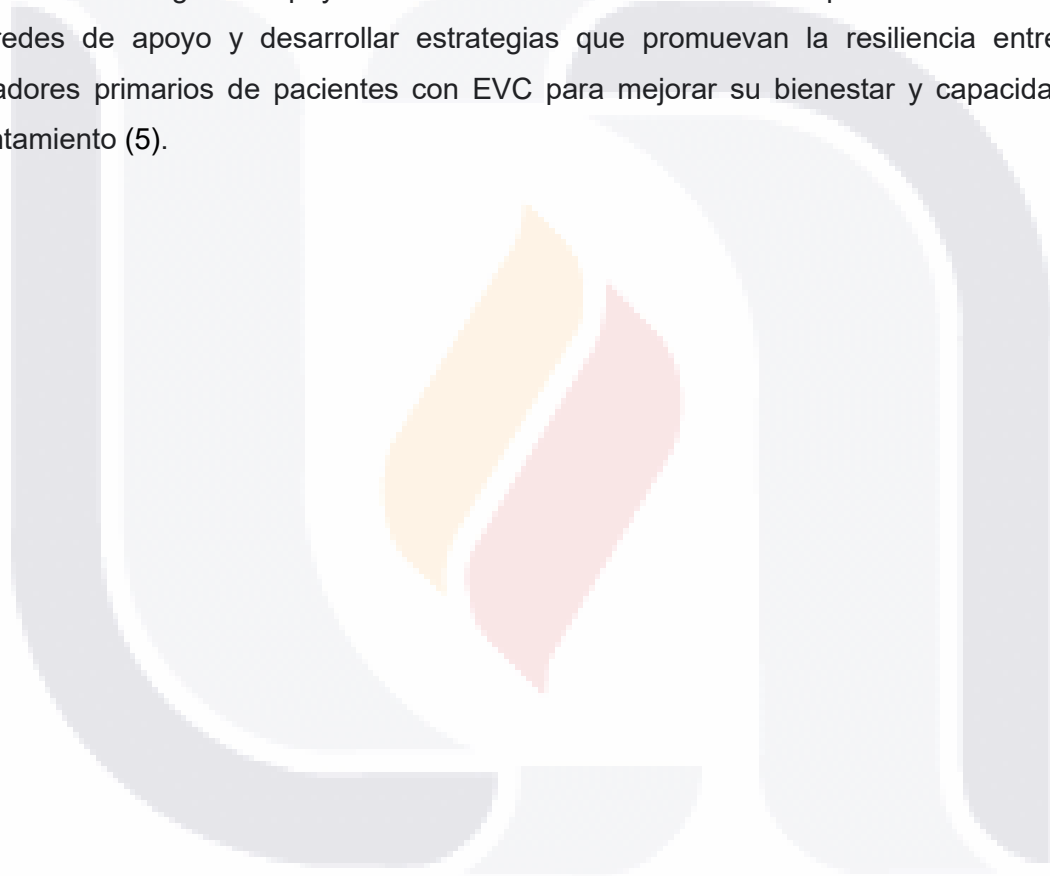 redes de apoyo y desarrollar estrategias que promuevan la resiliencia entre
adores primarios de pacientes con EVC para mejorar su bienestar y capacida
ntamiento (5).